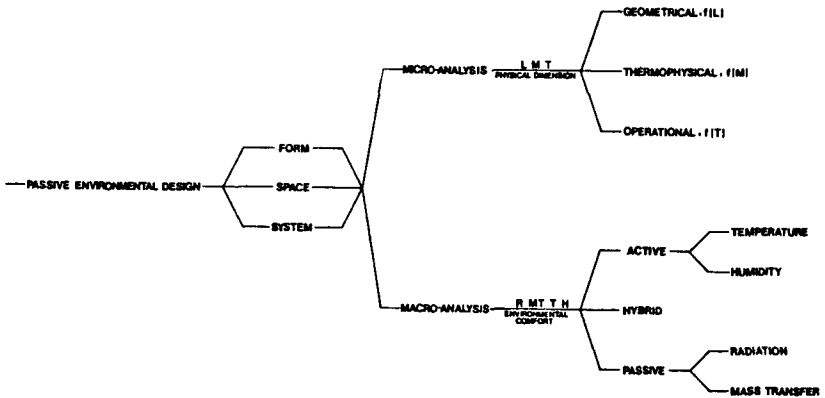 PASSIVE ENVIRONMENTAL DESIGN
FORM
SPACE
SYSTEM
MICRO-ANALYSIS
L M T
PHYSICAL DIMENSION
GEOMETRICAL, f|L|
THERMOPHYSICAL, f|M|
OPERATIONAL, f|T|
MACRO-ANALYSIS
R MT T H
ENVIRONMENTAL
COMFORT
ACTIVE
TEMPERATURE
HUMIDITY
HYBRID
PASSIVE
RADIATION
MASS TRANSFER